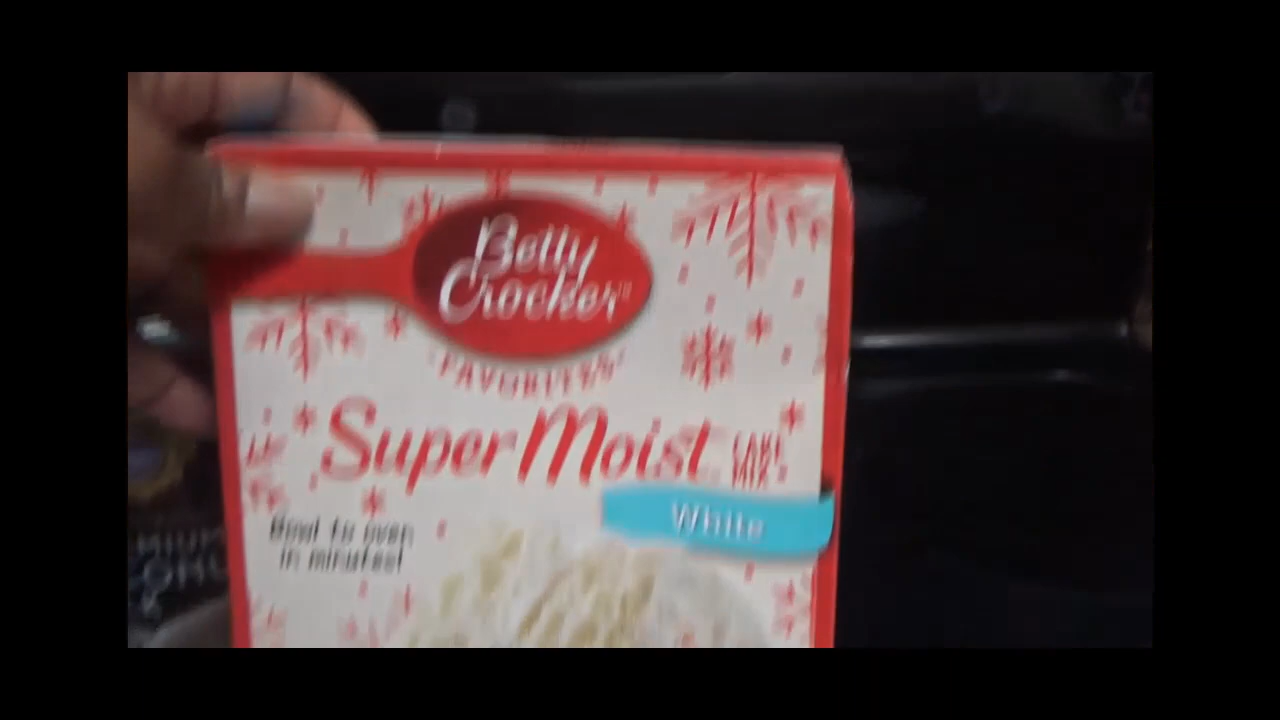 Betty
Crocker
FAVORITES
Super Moist CAKE
MIX
White
Bowl to oven
in minutes!